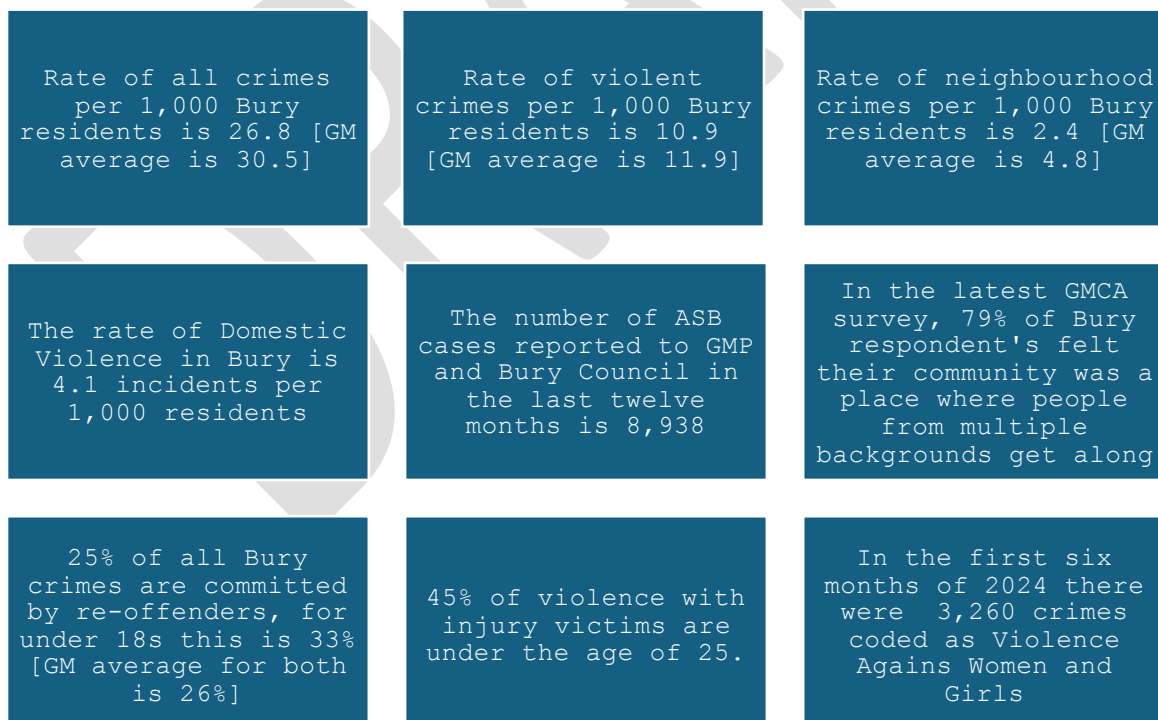 Rate of all crimes
per 1,000 Bury
residents is 26.8 [GM
average is 30.5]
Rate of violent
crimes per 1,000 Bury
residents is 10.9
[GM average is 11.9]
Rate of neighbourhood
crimes per 1,000 Bury
residents is 2.4 [GM
average is 4.8]
The rate of Domestic
Violence in Bury is
4.1 incidents per
1,000 residents
The number of ASB
cases reported to GMP
and Bury Council in
the last twelve
months is 8,938
In the latest GMCA
survey, 79% of Bury
respondent's felt
their community was a
place where people
from multiple
backgrounds get along
25% of all Bury
crimes are committed
by re-offenders, for
under 18s this is 33%
[GM average for both
is 26%]
45% of violence with
injury victims are
under the age of 25.
In the first six
months of 2024 there
were  3,260 crimes
coded as Violence
Agains Women and
Girls